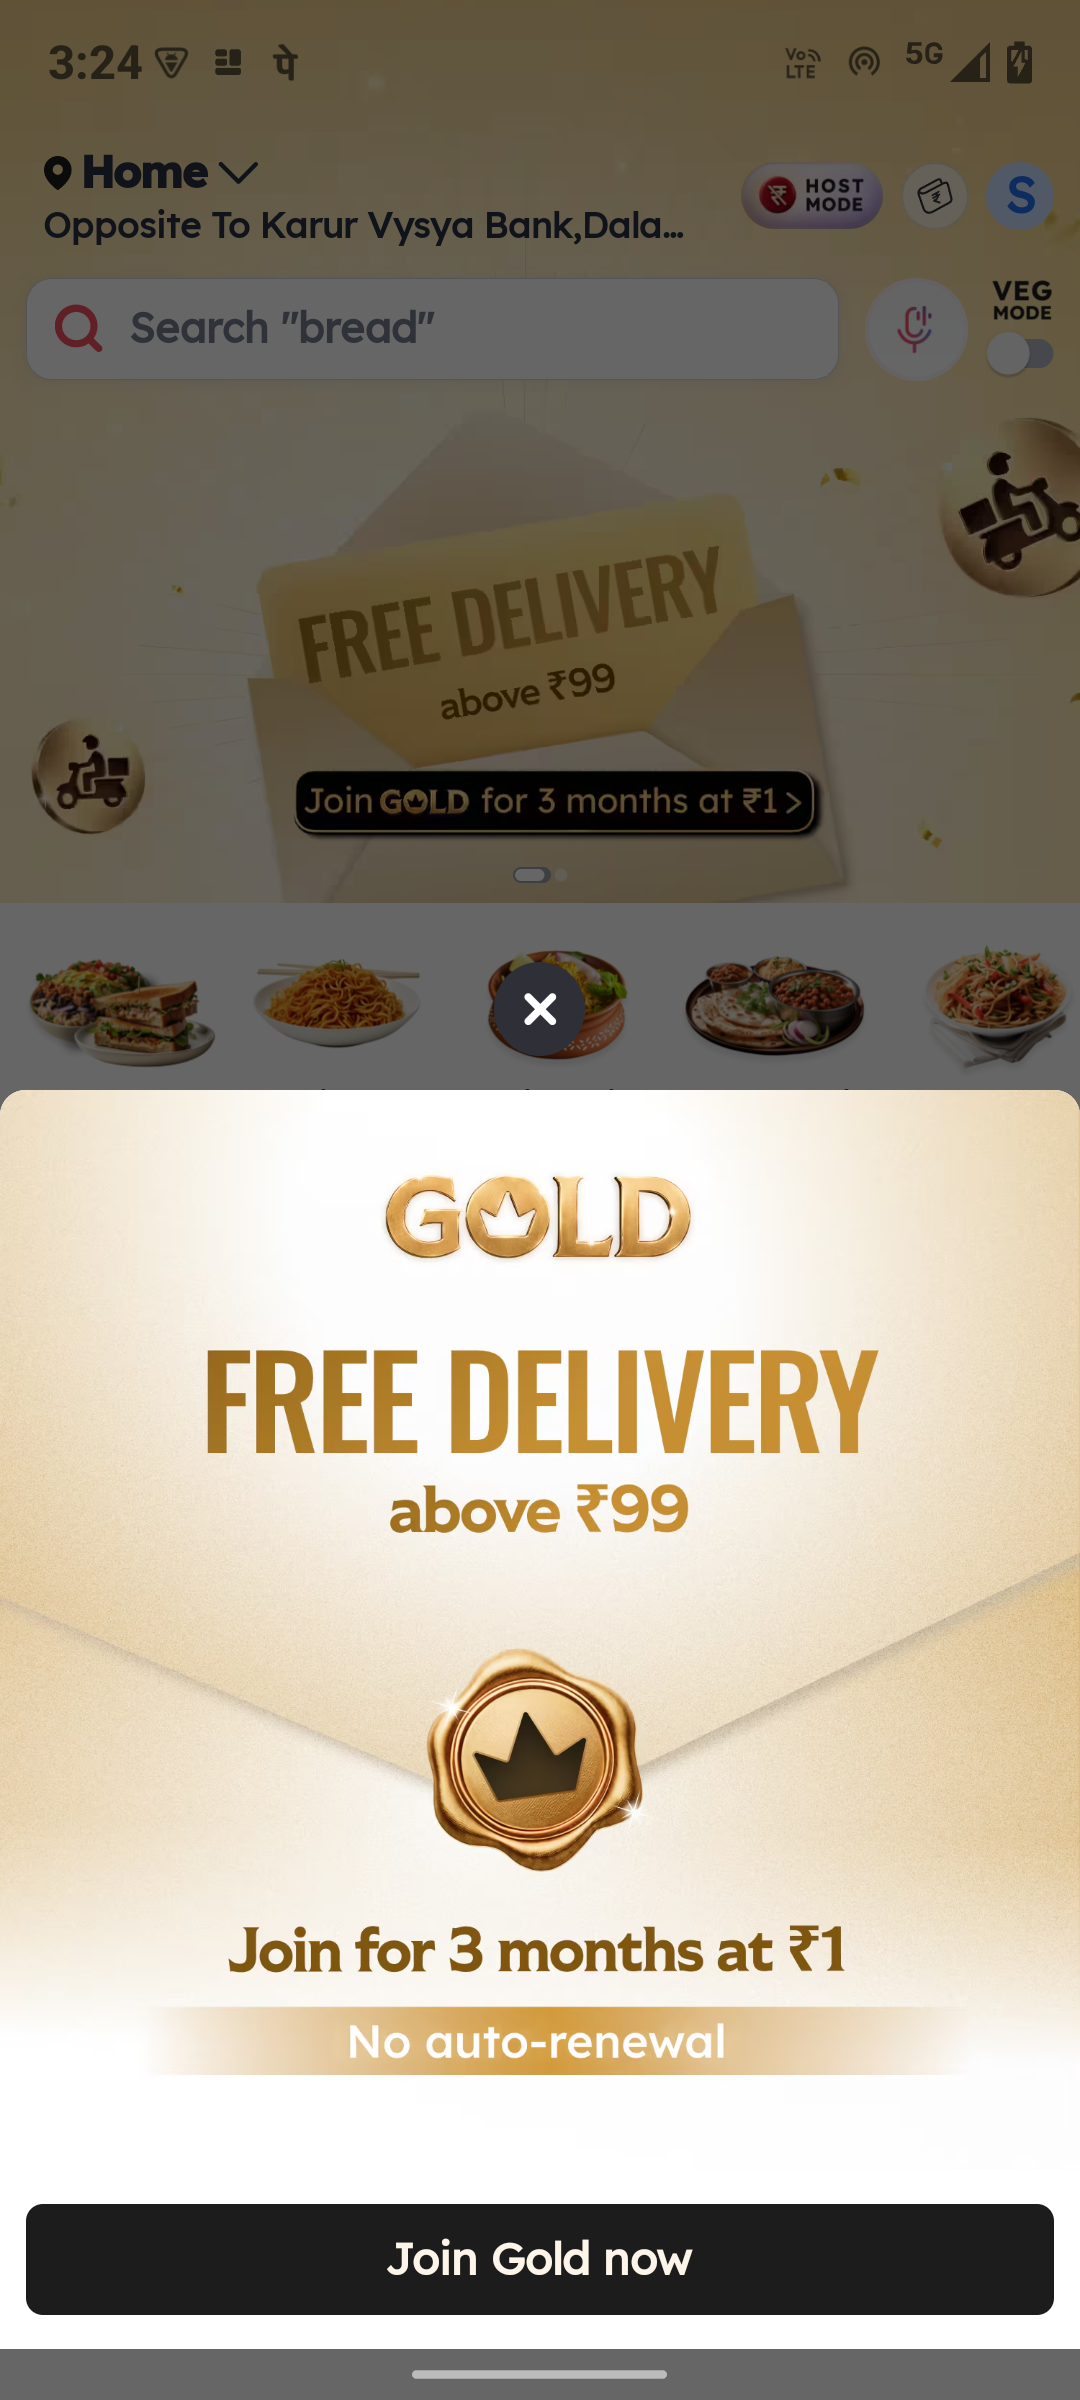 3:24 पे Vo LTE 5G
Home
Opposite To Karur Vysya Bank,Dala...
HOST MODE
S
Search "bread"
VEG MODE
FREE DELIVERY
above ₹99
Join GOLD for 3 months at ₹1 >
GOLD
FREE DELIVERY
above ₹99
Join for 3 months at ₹1
No auto-renewal
Join Gold now